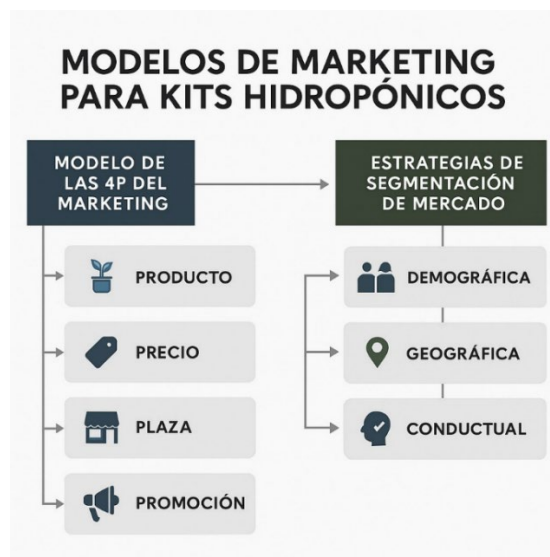 MODELOS DE MARKETING
PARA KITS HIDROPÓNICOS
MODELO DE
LAS 4P DEL
MARKETING
PRODUCTO
PRECIO
PLAZA
PROMOCIÓN
ESTRATEGIAS DE
SEGMENTACIÓN
DE MERCADO
DEMOGRÁFICA
GEOGRÁFICA
CONDUCTUAL